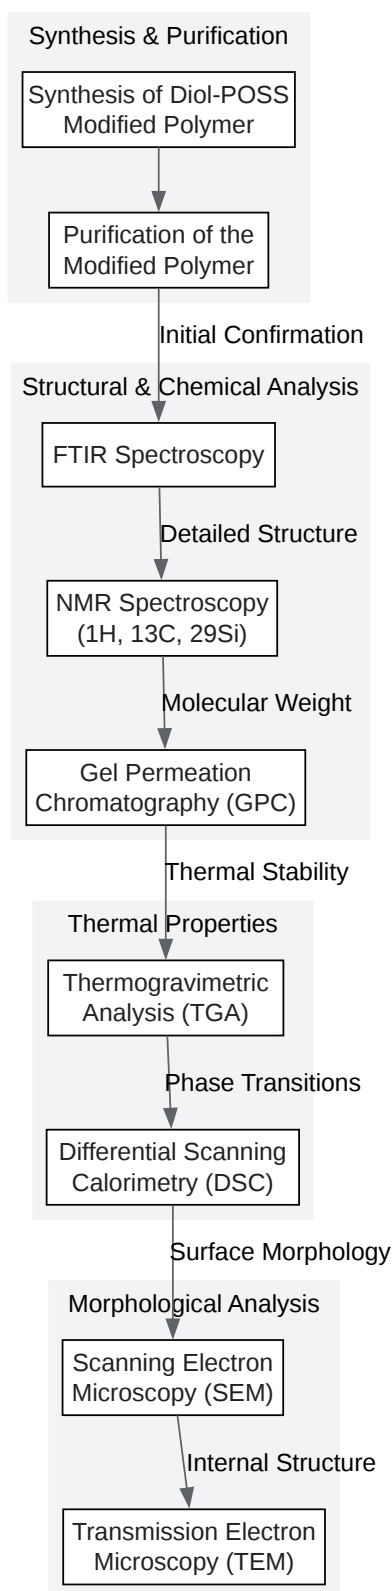 Synthesis & Purification
Synthesis of Diol-POSS
Modified Polymer
Purification of the
Modified Polymer
Initial Confirmation
Structural & Chemical Analysis
FTIR Spectroscopy
Detailed Structure
NMR Spectroscopy
(1H, 13C, 29Si)
Molecular Weight
Gel Permeation
Chromatography (GPC)
Thermal Stability
Thermal Properties
Thermogravimetric
Analysis (TGA)
Phase Transitions
Differential Scanning
Calorimetry (DSC)
Surface Morphology
Morphological Analysis
Scanning Electron
Microscopy (SEM)
Internal Structure
Transmission Electron
Microscopy (TEM)